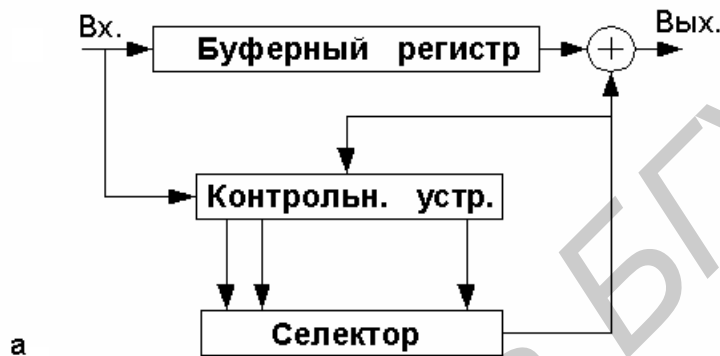 Вх.
Вых.
Буферный регистр
+
Контрольн. устр.
Селектор
а